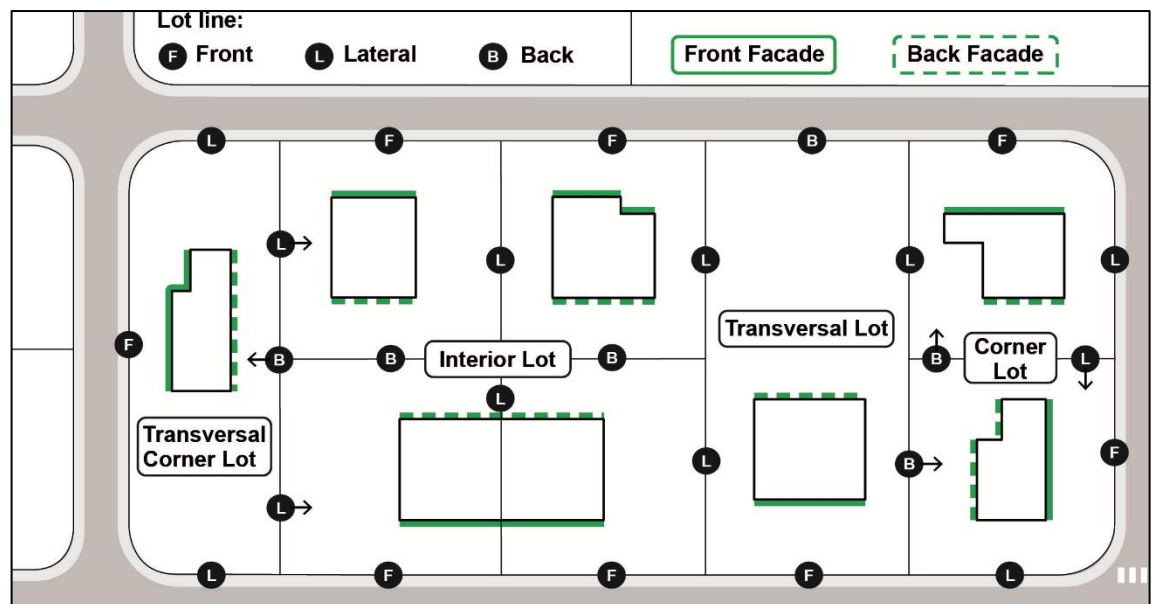 Lot line:
F Front L Lateral B Back
Front Facade
Back Facade
L F F B F
L L L L L
F
B B B B L
Transversal Lot
Interior Lot
Corner
Lot
L
Transversal
Corner Lot
L B F
L
L F F F L